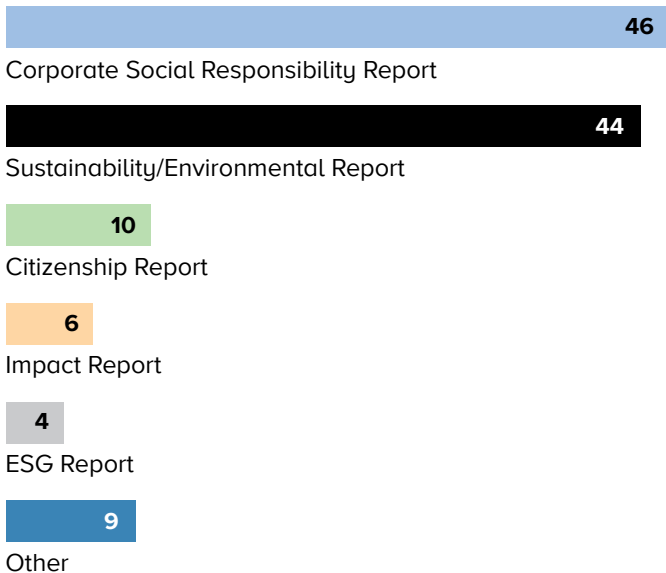 46
Corporate Social Responsibility Report
44
Sustainability/Environmental Report
10
Citizenship Report
6
Impact Report
4
ESG Report
9
Other